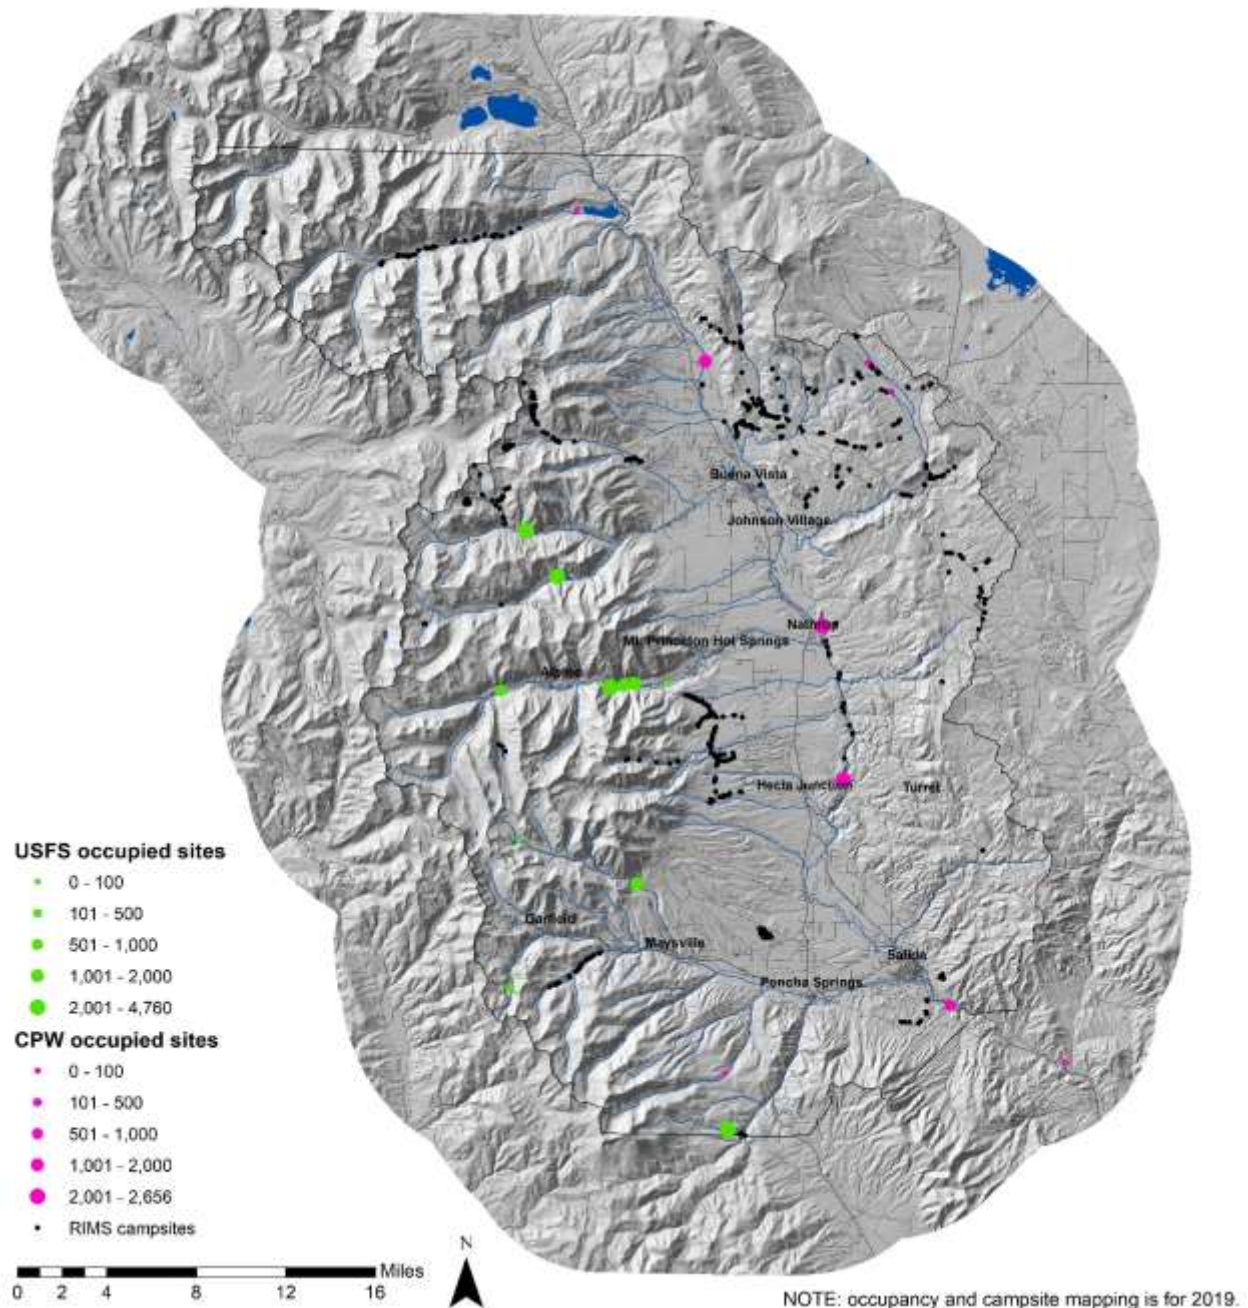 Buena Vista
Johnson Village
Nathrop
Mt. Princeton Hot Springs
Alpine
Hecta Junction
Turret
USFS occupied sites
0 - 100
101 - 500
501 - 1,000
1,001 - 2,000
2,001 - 4,760
Garfield
Maysville
Salida
Poncha Springs
CPW occupied sites
0 - 100
101 - 500
501 - 1,000
1,001 - 2,000
2,001 - 2,656
RIMS campsites
N
Miles
0 2 4 8 12 16
NOTE: occupancy and campsite mapping is for 2019.